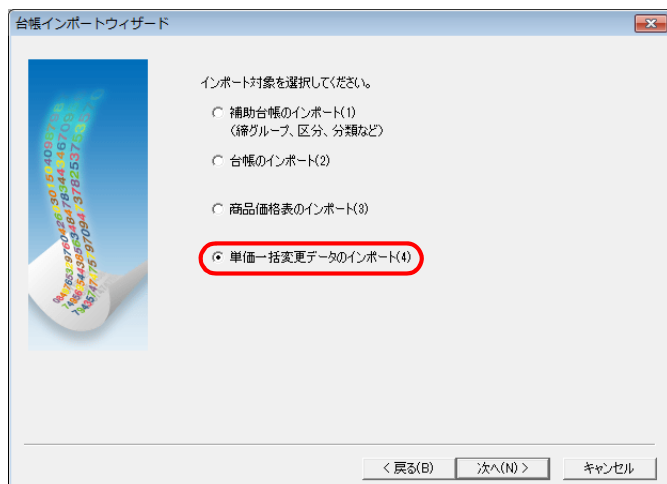 台帳インポートウィザード
インポート対象を選択してください。
補助台帳のインポート(1)
(締グループ、区分、分類など)
台帳のインポート(2)
商品価格表のインポート(3)
単価一括変更データのインポート(4)
< 戻る(B) 次へ(N) > キャンセル